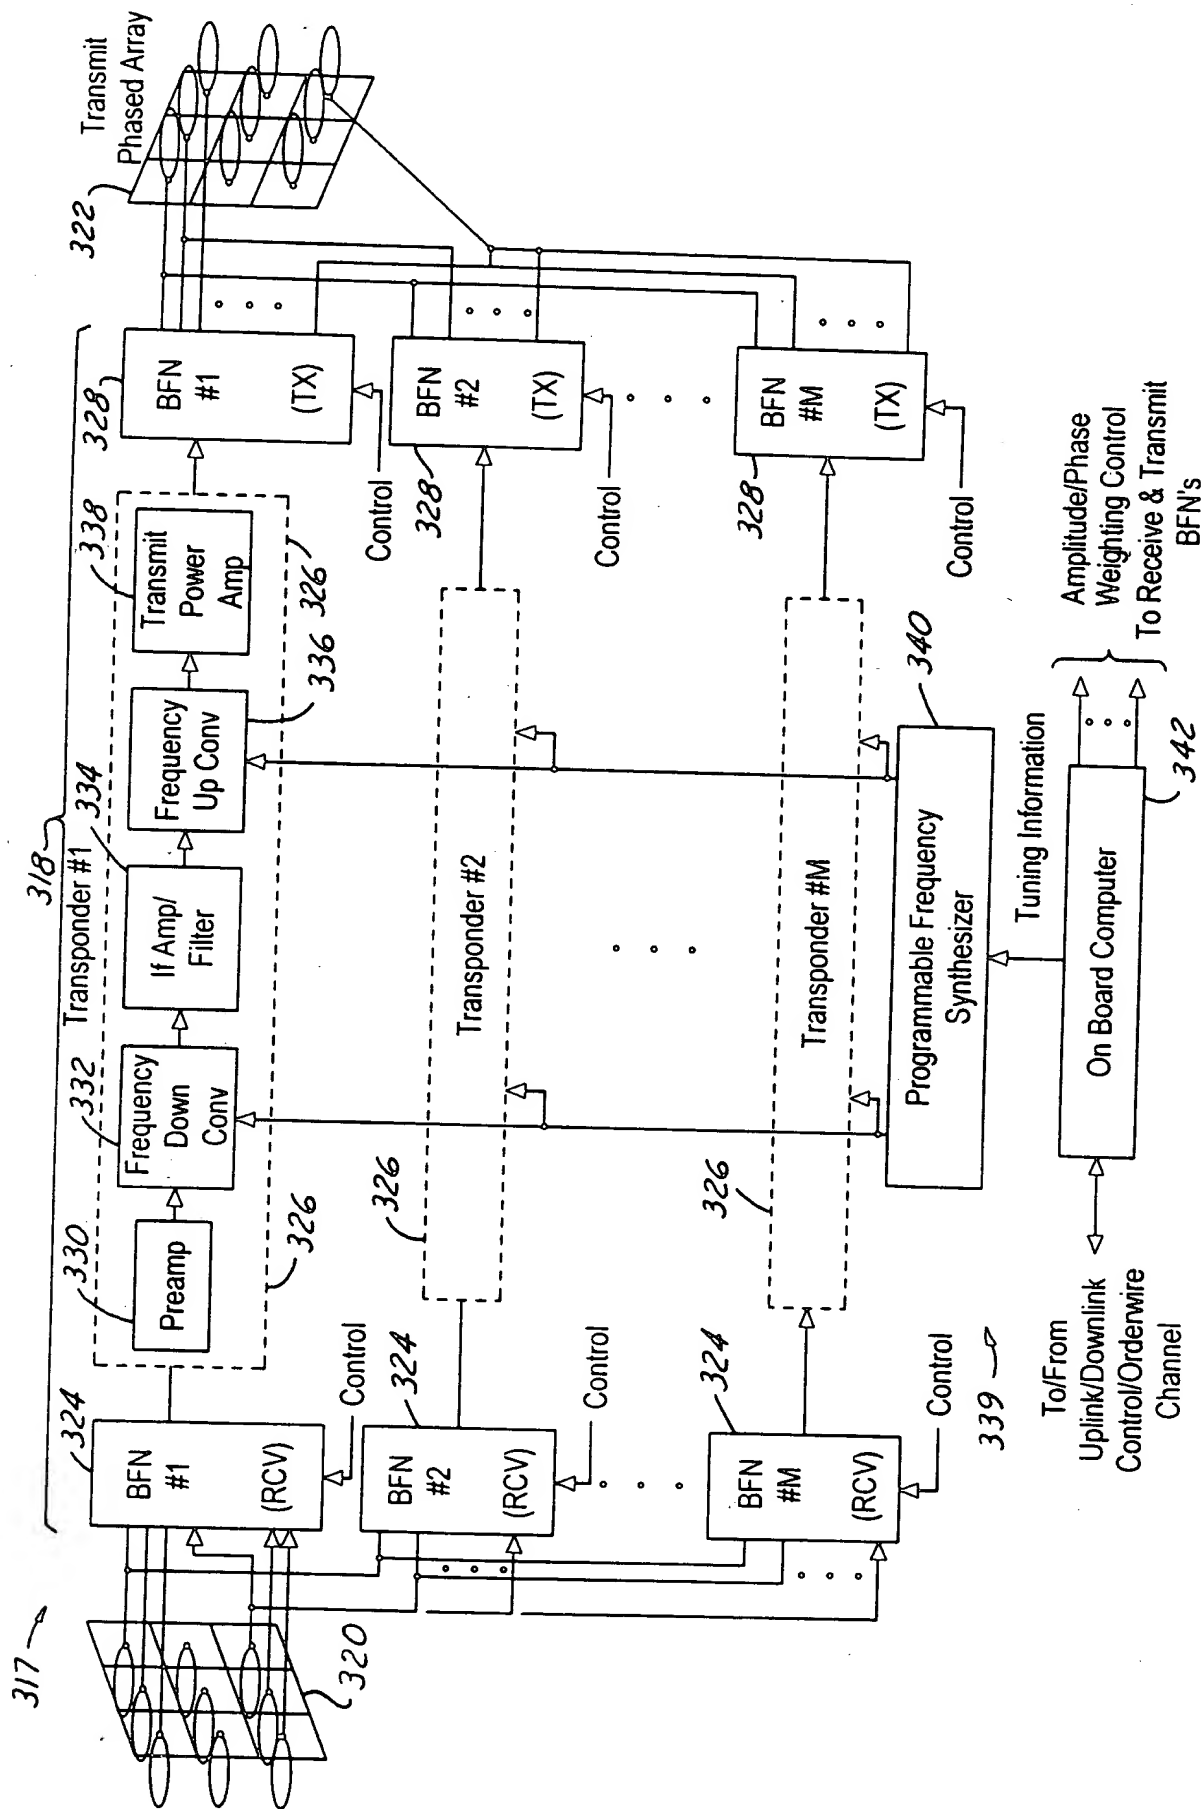 317
318
Transponder #1
320
324
BFN
#1
(RCV)
Control
330
Preamp
332
Frequency
Down
Conv
334
If Amp/
Filter
336
Frequency
Up Conv
338
Transmit
Power
Amp
326
326
328
BFN
#1
(TX)
Control
322
Transmit
Phased Array
324
BFN
#2
(RCV)
Control
326
Transponder #2
328
BFN
#2
(TX)
Control
324
BFN
#M
(RCV)
Control
326
Transponder #M
328
BFN
#M
(TX)
Control
339
340
Programmable Frequency
Synthesizer
Tuning Information
To/From
Uplink/Downlink
Control/Orderwire
Channel
On Board Computer
342
Amplitude/Phase
Weighting Control
To Receive & Transmit
BFN's